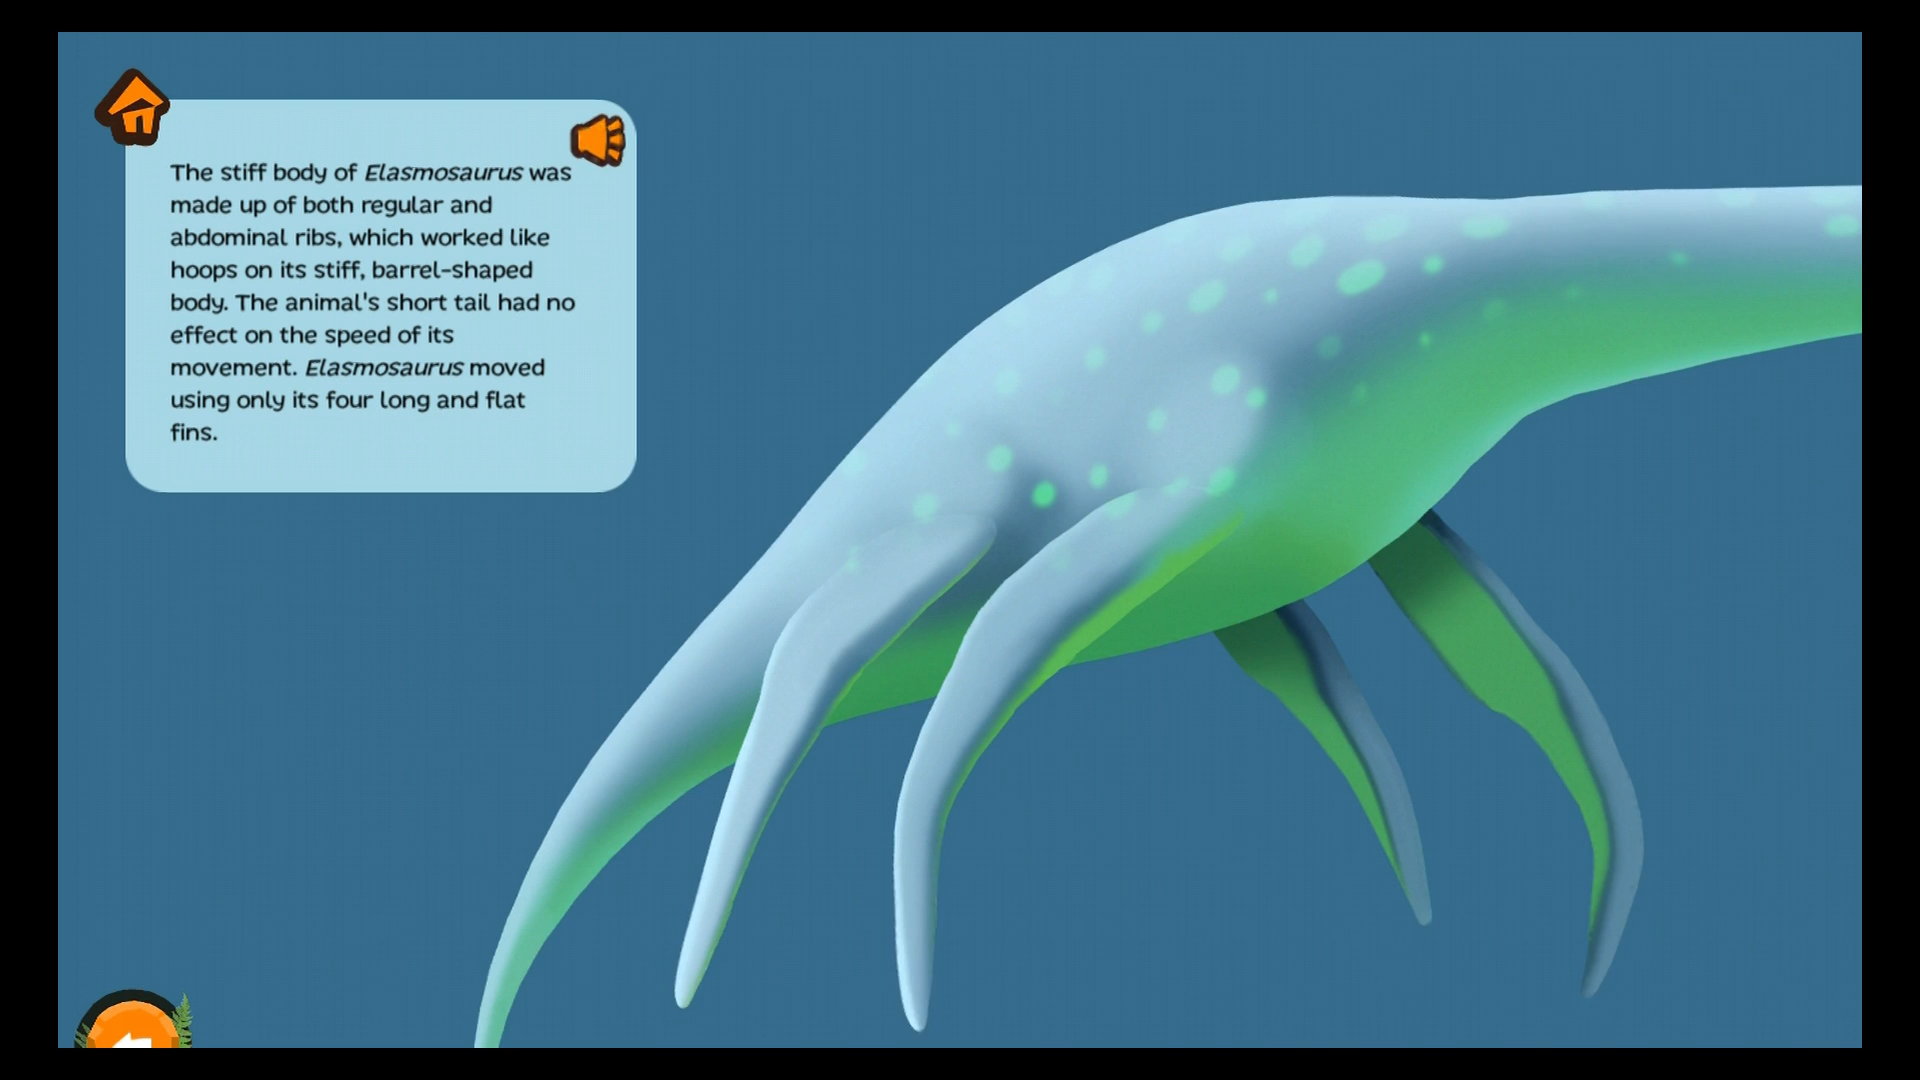 The stiff body of Elasmosaurus was
made up of both regular and
abdominal ribs, which worked like
hoops on its stiff, barrel-shaped
body. The animal's short tail had no
effect on the speed of its
movement. Elasmosaurus moved
using only its four long and flat
fins.